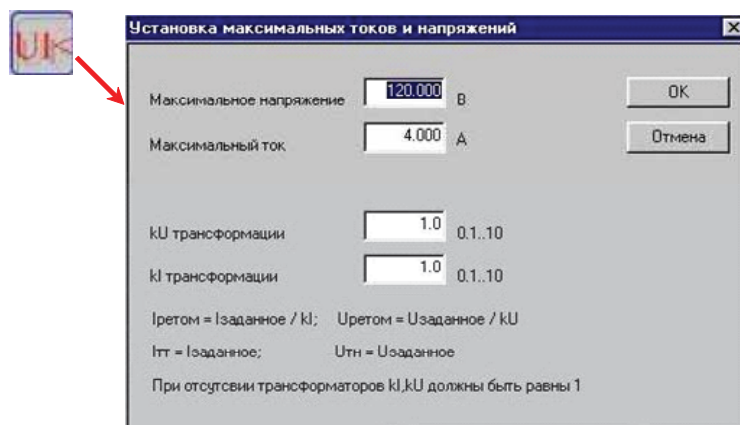 UI<
Установка максимальных токов и напряжений
Максимальное напряжение 120.000 В
OK
Максимальный ток 4.000 А
Отмена
kU трансформации 1.0 0.1..10
kI трансформации 1.0 0.1..10
Iретом = Iзаданное / kI; Uретом = Uзаданное / kU
Iтт = Iзаданное; Uтн = Uзаданное
При отсутсвии трансформаторов kI,kU должны быть равны 1